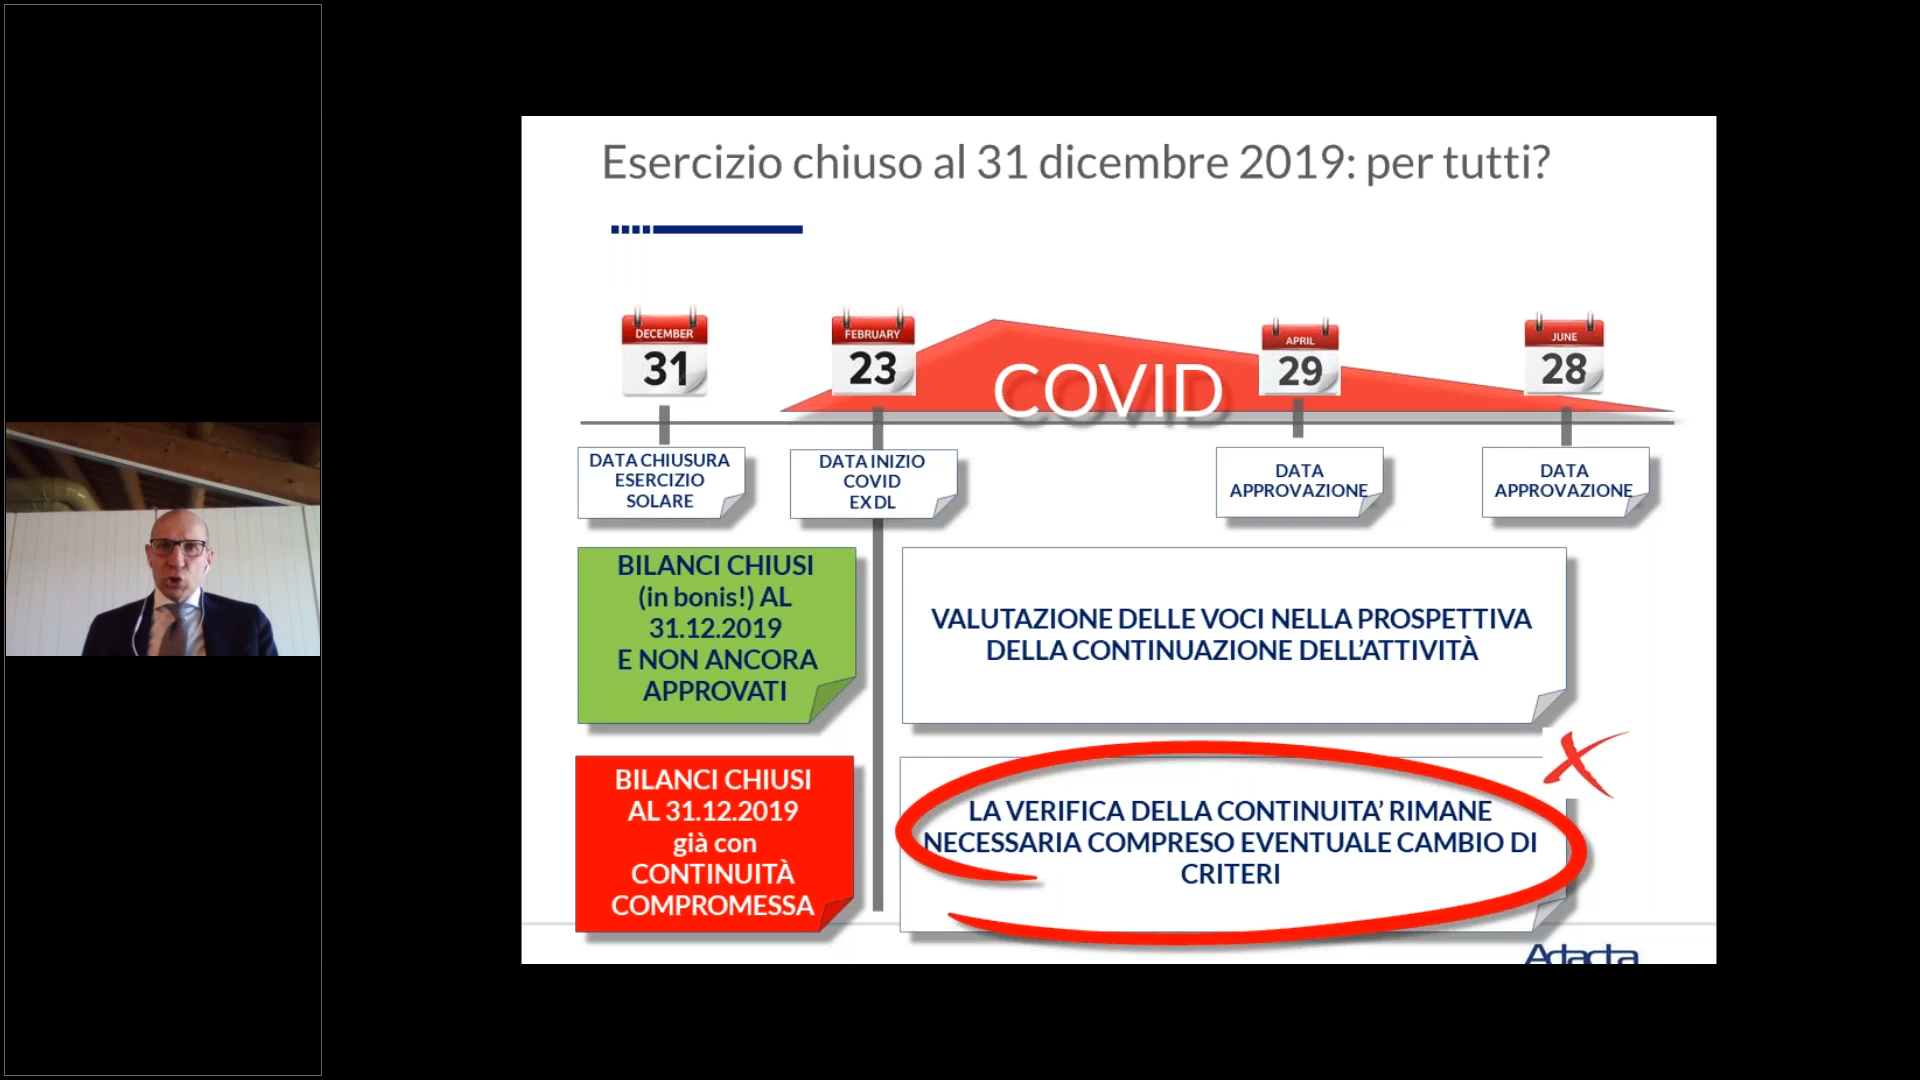 Esercizio chiuso al 31 dicembre 2019: per tutti?
DECEMBER
31
FEBRUARY
23
COVID
APRIL
29
JUNE
28
DATA CHIUSURA
ESERCIZIO
SOLARE
DATA INIZIO
COVID
EX DL
DATA
APPROVAZIONE
DATA
APPROVAZIONE
BILANCI CHIUSI
(in bonis!) AL
31.12.2019
E NON ANCORA
APPROVATI
VALUTAZIONE DELLE VOCI NELLA PROSPETTIVA
DELLA CONTINUAZIONE DELL'ATTIVITÀ
BILANCI CHIUSI
AL 31.12.2019
già con
CONTINUITÀ
COMPROMESSA
LA VERIFICA DELLA CONTINUITA' RIMANE
NECESSARIA COMPRESO EVENTUALE CAMBIO DI
CRITERI
Adacta